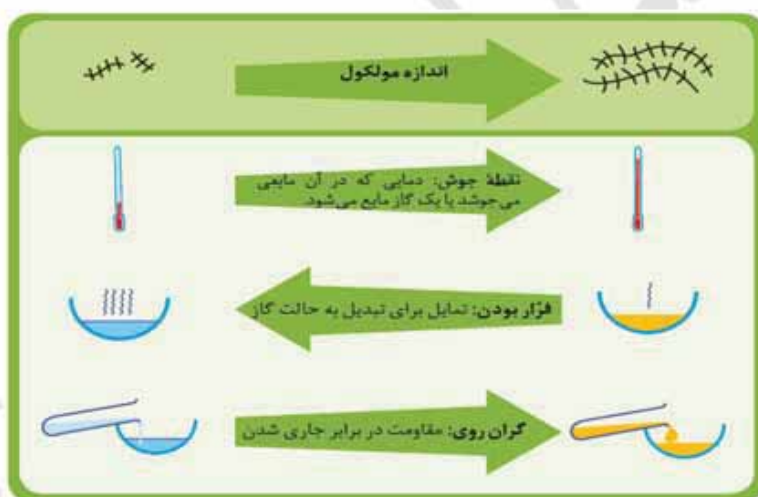 اندازه مولکول
نقطهٔ جوش: دمایی که در آن مایعی
می‌جوشد یا یک گاز مایع می‌شود.
فرّار بودن: تمایل برای تبدیل به حالت گاز
گران روی: مقاومت در برابر جاری شدن